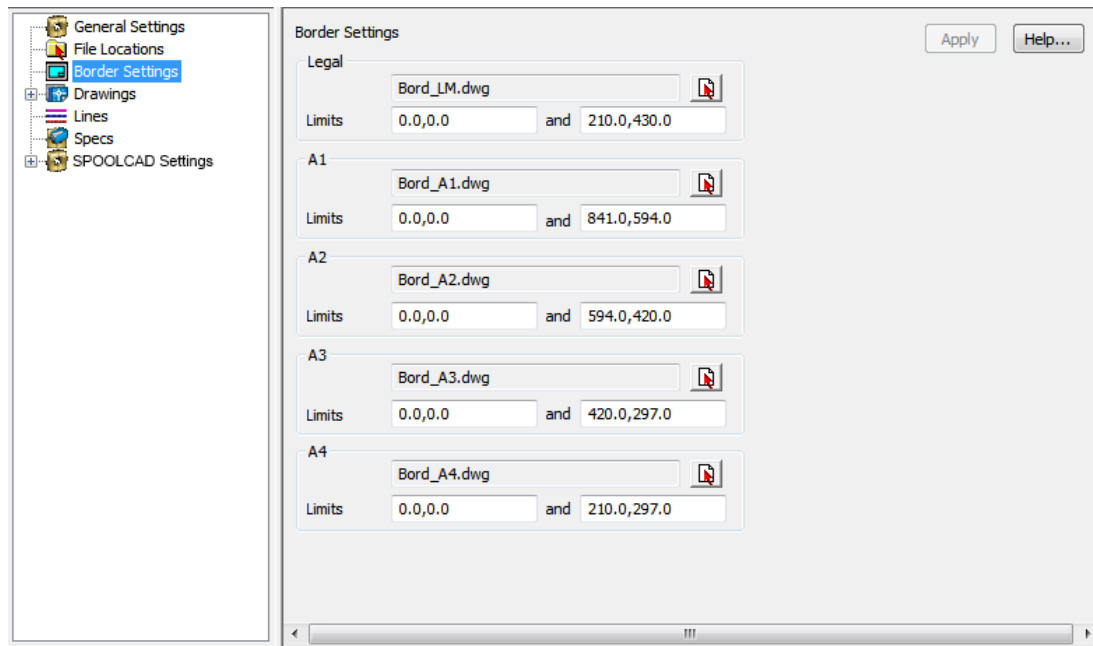 General Settings
File Locations
Border Settings
Drawings
Lines
Specs
SPOOLCAD Settings
Border Settings
Apply
Help...
Legal
Bord_LM.dwg
Limits 0.0,0.0 and 210.0,430.0
A1
Bord_A1.dwg
Limits 0.0,0.0 and 841.0,594.0
A2
Bord_A2.dwg
Limits 0.0,0.0 and 594.0,420.0
A3
Bord_A3.dwg
Limits 0.0,0.0 and 420.0,297.0
A4
Bord_A4.dwg
Limits 0.0,0.0 and 210.0,297.0